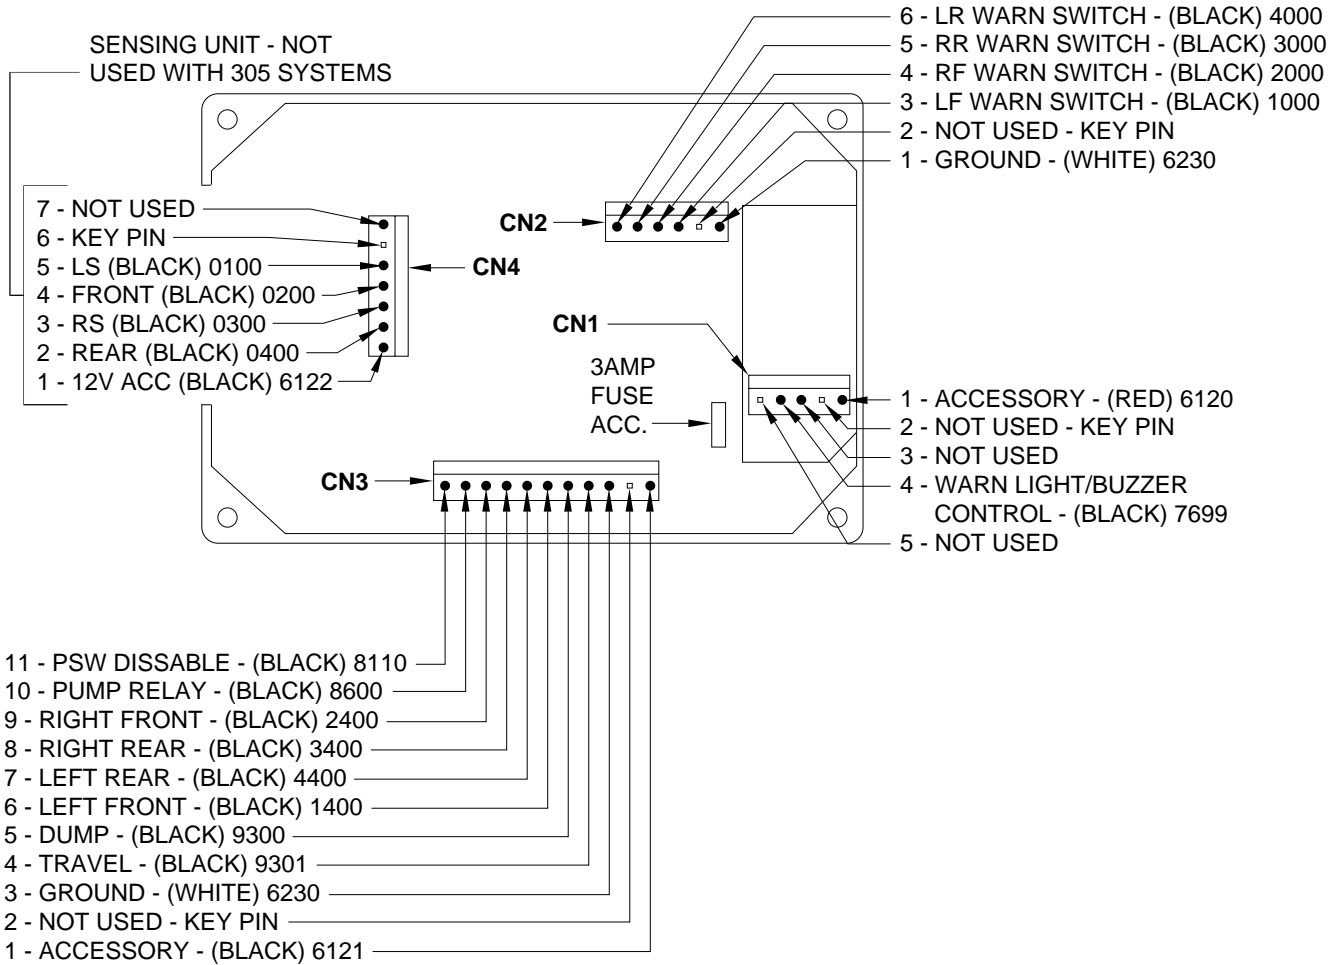 SENSING UNIT - NOT
USED WITH 305 SYSTEMS
6 - LR WARN SWITCH - (BLACK) 4000
5 - RR WARN SWITCH - (BLACK) 3000
4 - RF WARN SWITCH - (BLACK) 2000
3 - LF WARN SWITCH - (BLACK) 1000
2 - NOT USED - KEY PIN
1 - GROUND - (WHITE) 6230
7 - NOT USED
6 - KEY PIN
5 - LS (BLACK) 0100
4 - FRONT (BLACK) 0200
3 - RS (BLACK) 0300
2 - REAR (BLACK) 0400
1 - 12V ACC (BLACK) 6122
CN4
CN2
CN1
3AMP
FUSE
ACC.
1 - ACCESSORY - (RED) 6120
2 - NOT USED - KEY PIN
3 - NOT USED
4 - WARN LIGHT/BUZZER
CONTROL - (BLACK) 7699
5 - NOT USED
CN3
11 - PSW DISSABLE - (BLACK) 8110
10 - PUMP RELAY - (BLACK) 8600
9 - RIGHT FRONT - (BLACK) 2400
8 - RIGHT REAR - (BLACK) 3400
7 - LEFT REAR - (BLACK) 4400
6 - LEFT FRONT - (BLACK) 1400
5 - DUMP - (BLACK) 9300
4 - TRAVEL - (BLACK) 9301
3 - GROUND - (WHITE) 6230
2 - NOT USED - KEY PIN
1 - ACCESSORY - (BLACK) 6121